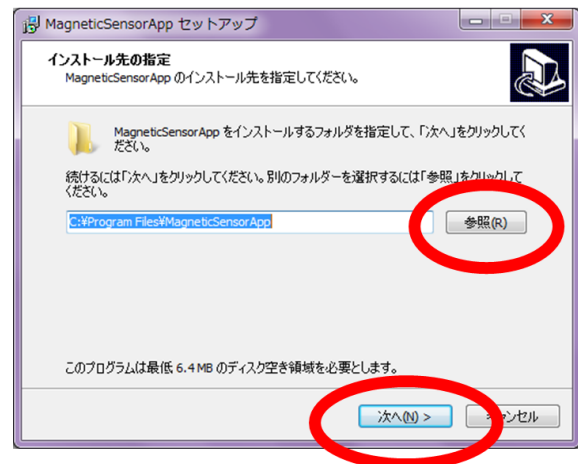 MagneticSensorApp セットアップ
インストール先の指定
MagneticSensorApp のインストール先を指定してください。
MagneticSensorApp をインストールするフォルダを指定して、「次へ」をクリックしてく
ださい。
続けるには「次へ」をクリックしてください。別のフォルダーを選択するには「参照」をクリックして
ください。
C:¥Program Files¥MagneticSensorApp
参照(R)
このプログラムは最低 6.4 MB のディスク空き領域を必要とします。
次へ(N) >
キャンセル